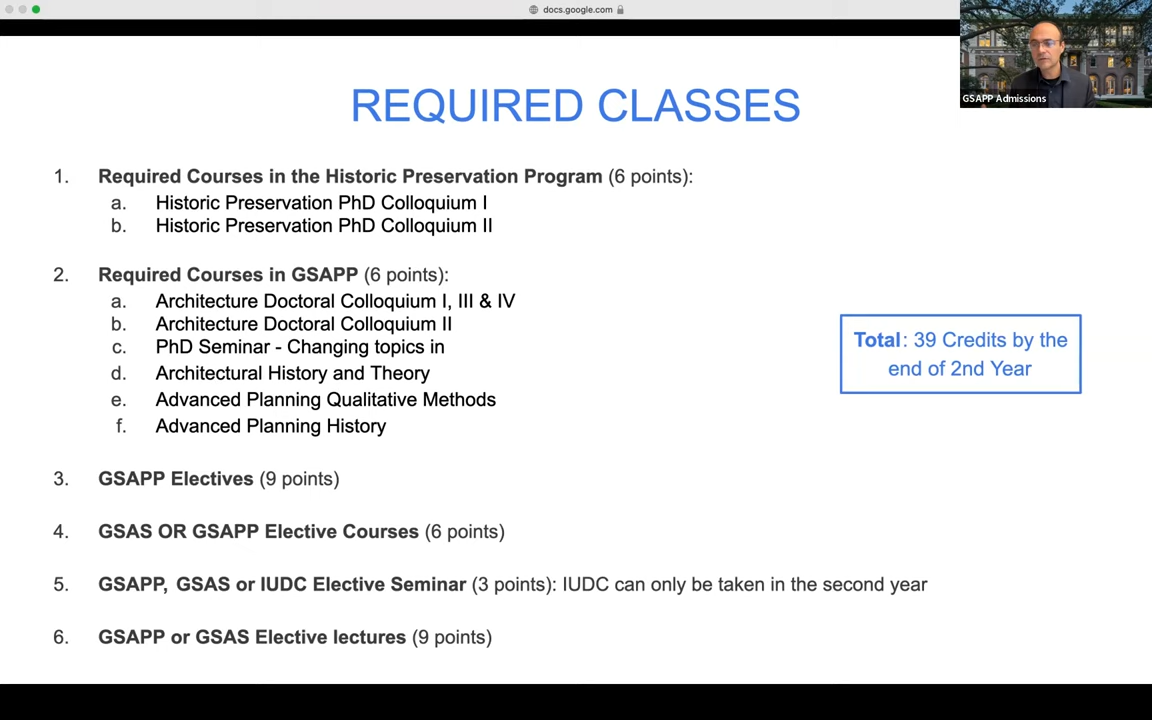 docs.google.com
GSAPP Admissions
REQUIRED CLASSES
1. Required Courses in the Historic Preservation Program (6 points):
a. Historic Preservation PhD Colloquium I
b. Historic Preservation PhD Colloquium II
2. Required Courses in GSAPP (6 points):
a. Architecture Doctoral Colloquium I, III & IV
b. Architecture Doctoral Colloquium II
c. PhD Seminar - Changing topics in
d. Architectural History and Theory
e. Advanced Planning Qualitative Methods
f. Advanced Planning History
Total: 39 Credits by the
end of 2nd Year
3. GSAPP Electives (9 points)
4. GSAS OR GSAPP Elective Courses (6 points)
5. GSAPP, GSAS or IUDC Elective Seminar (3 points): IUDC can only be taken in the second year
6. GSAPP or GSAS Elective lectures (9 points)